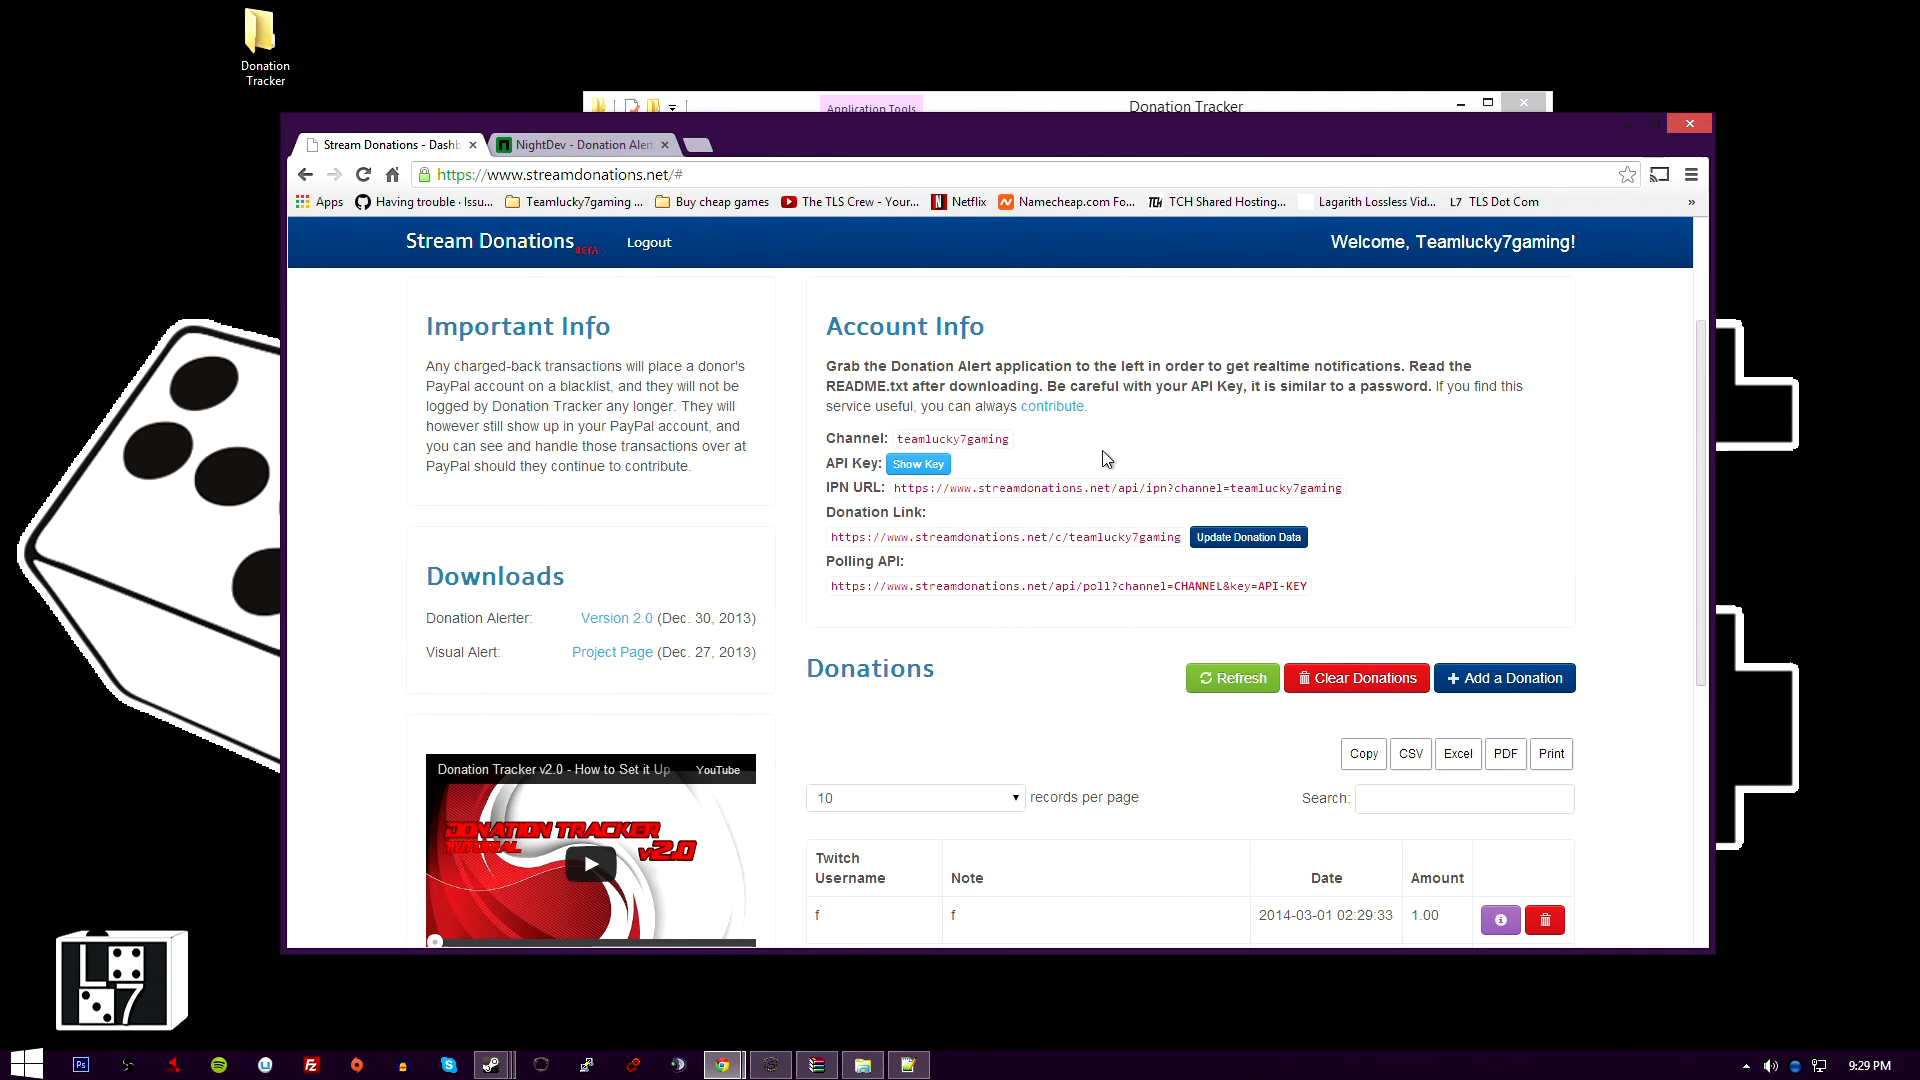 Donation
Tracker
Application Tools
Donation Tracker
Stream Donations - Dashb
NightDev - Donation Alert
https://www.streamdonations.net/#
Apps
Having trouble · Issu...
Teamlucky7gaming ...
Buy cheap games
The TLS Crew - Your...
Netflix
Namecheap.com Fo...
TCH Shared Hosting...
Lagarith Lossless Vid...
L7 TLS Dot Com
»
Stream Donations BETA
Logout
Welcome, Teamlucky7gaming!
Important Info
Any charged-back transactions will place a donor's
PayPal account on a blacklist, and they will not be
logged by Donation Tracker any longer. They will
however still show up in your PayPal account, and
you can see and handle those transactions over at
PayPal should they continue to contribute.
Downloads
Donation Alerter: Version 2.0 (Dec. 30, 2013)
Visual Alert: Project Page (Dec. 27, 2013)
Donation Tracker v2.0 - How to Set it Up
YouTube
DONATION TRACKER
TUTORIAL
v2.0
Account Info
Grab the Donation Alert application to the left in order to get realtime notifications. Read the
README.txt after downloading. Be careful with your API Key, it is similar to a password. If you find this
service useful, you can always contribute.
Channel: teamlucky7gaming
API Key: Show Key
IPN URL: https://www.streamdonations.net/api/ipn?channel=teamlucky7gaming
Donation Link:
https://www.streamdonations.net/c/teamlucky7gaming Update Donation Data
Polling API:
https://www.streamdonations.net/api/poll?channel=CHANNEL&key=API-KEY
Donations
Refresh
Clear Donations
Add a Donation
Copy CSV Excel PDF Print
10 records per page
Search:
Twitch
Username Note Date Amount
f f 2014-03-01 02:29:33 1.00
L
7
Ps
Fz
9:29 PM